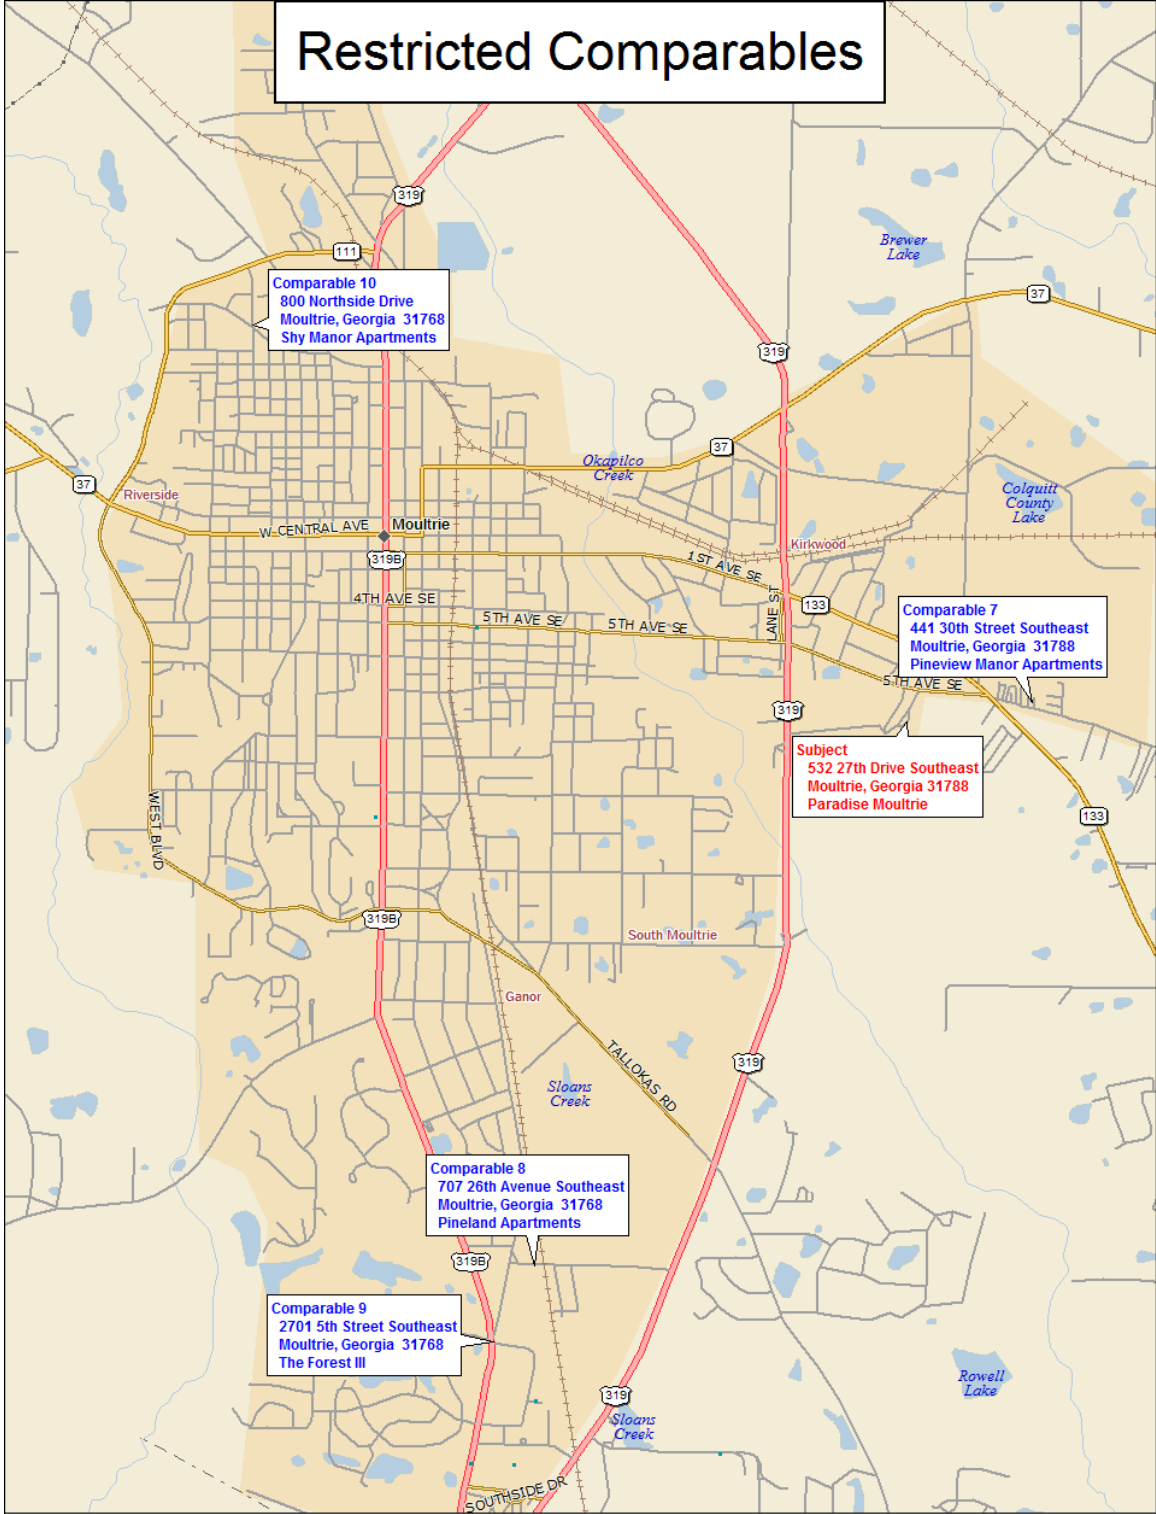 Restricted Comparables
319
111
Brewer
Lake
37
Comparable 10
800 Northside Drive
Moultrie, Georgia 31768
Shy Manor Apartments
319
37
Okapilco
Creek
37
Riverside
Colquitt
County
Lake
W CENTRAL AVE
Moultrie
Kirkwood
319B
1ST AVE SE
4TH AVE SE
133
LANE ST
5TH AVE SE
5TH AVE SE
Comparable 7
441 30th Street Southeast
Moultrie, Georgia 31788
Pineview Manor Apartments
5TH AVE SE
319
Subject
532 27th Drive Southeast
Moultrie, Georgia 31788
Paradise Moultrie
133
WEST BLVD
319B
South Moultrie
Ganor
319
TALLOKAS RD
Sloans
Creek
Comparable 8
707 26th Avenue Southeast
Moultrie, Georgia 31768
Pineland Apartments
319B
Comparable 9
2701 5th Street Southeast
Moultrie, Georgia 31768
The Forest III
Rowell
Lake
319
Sloans
Creek
SOUTHSIDE DR